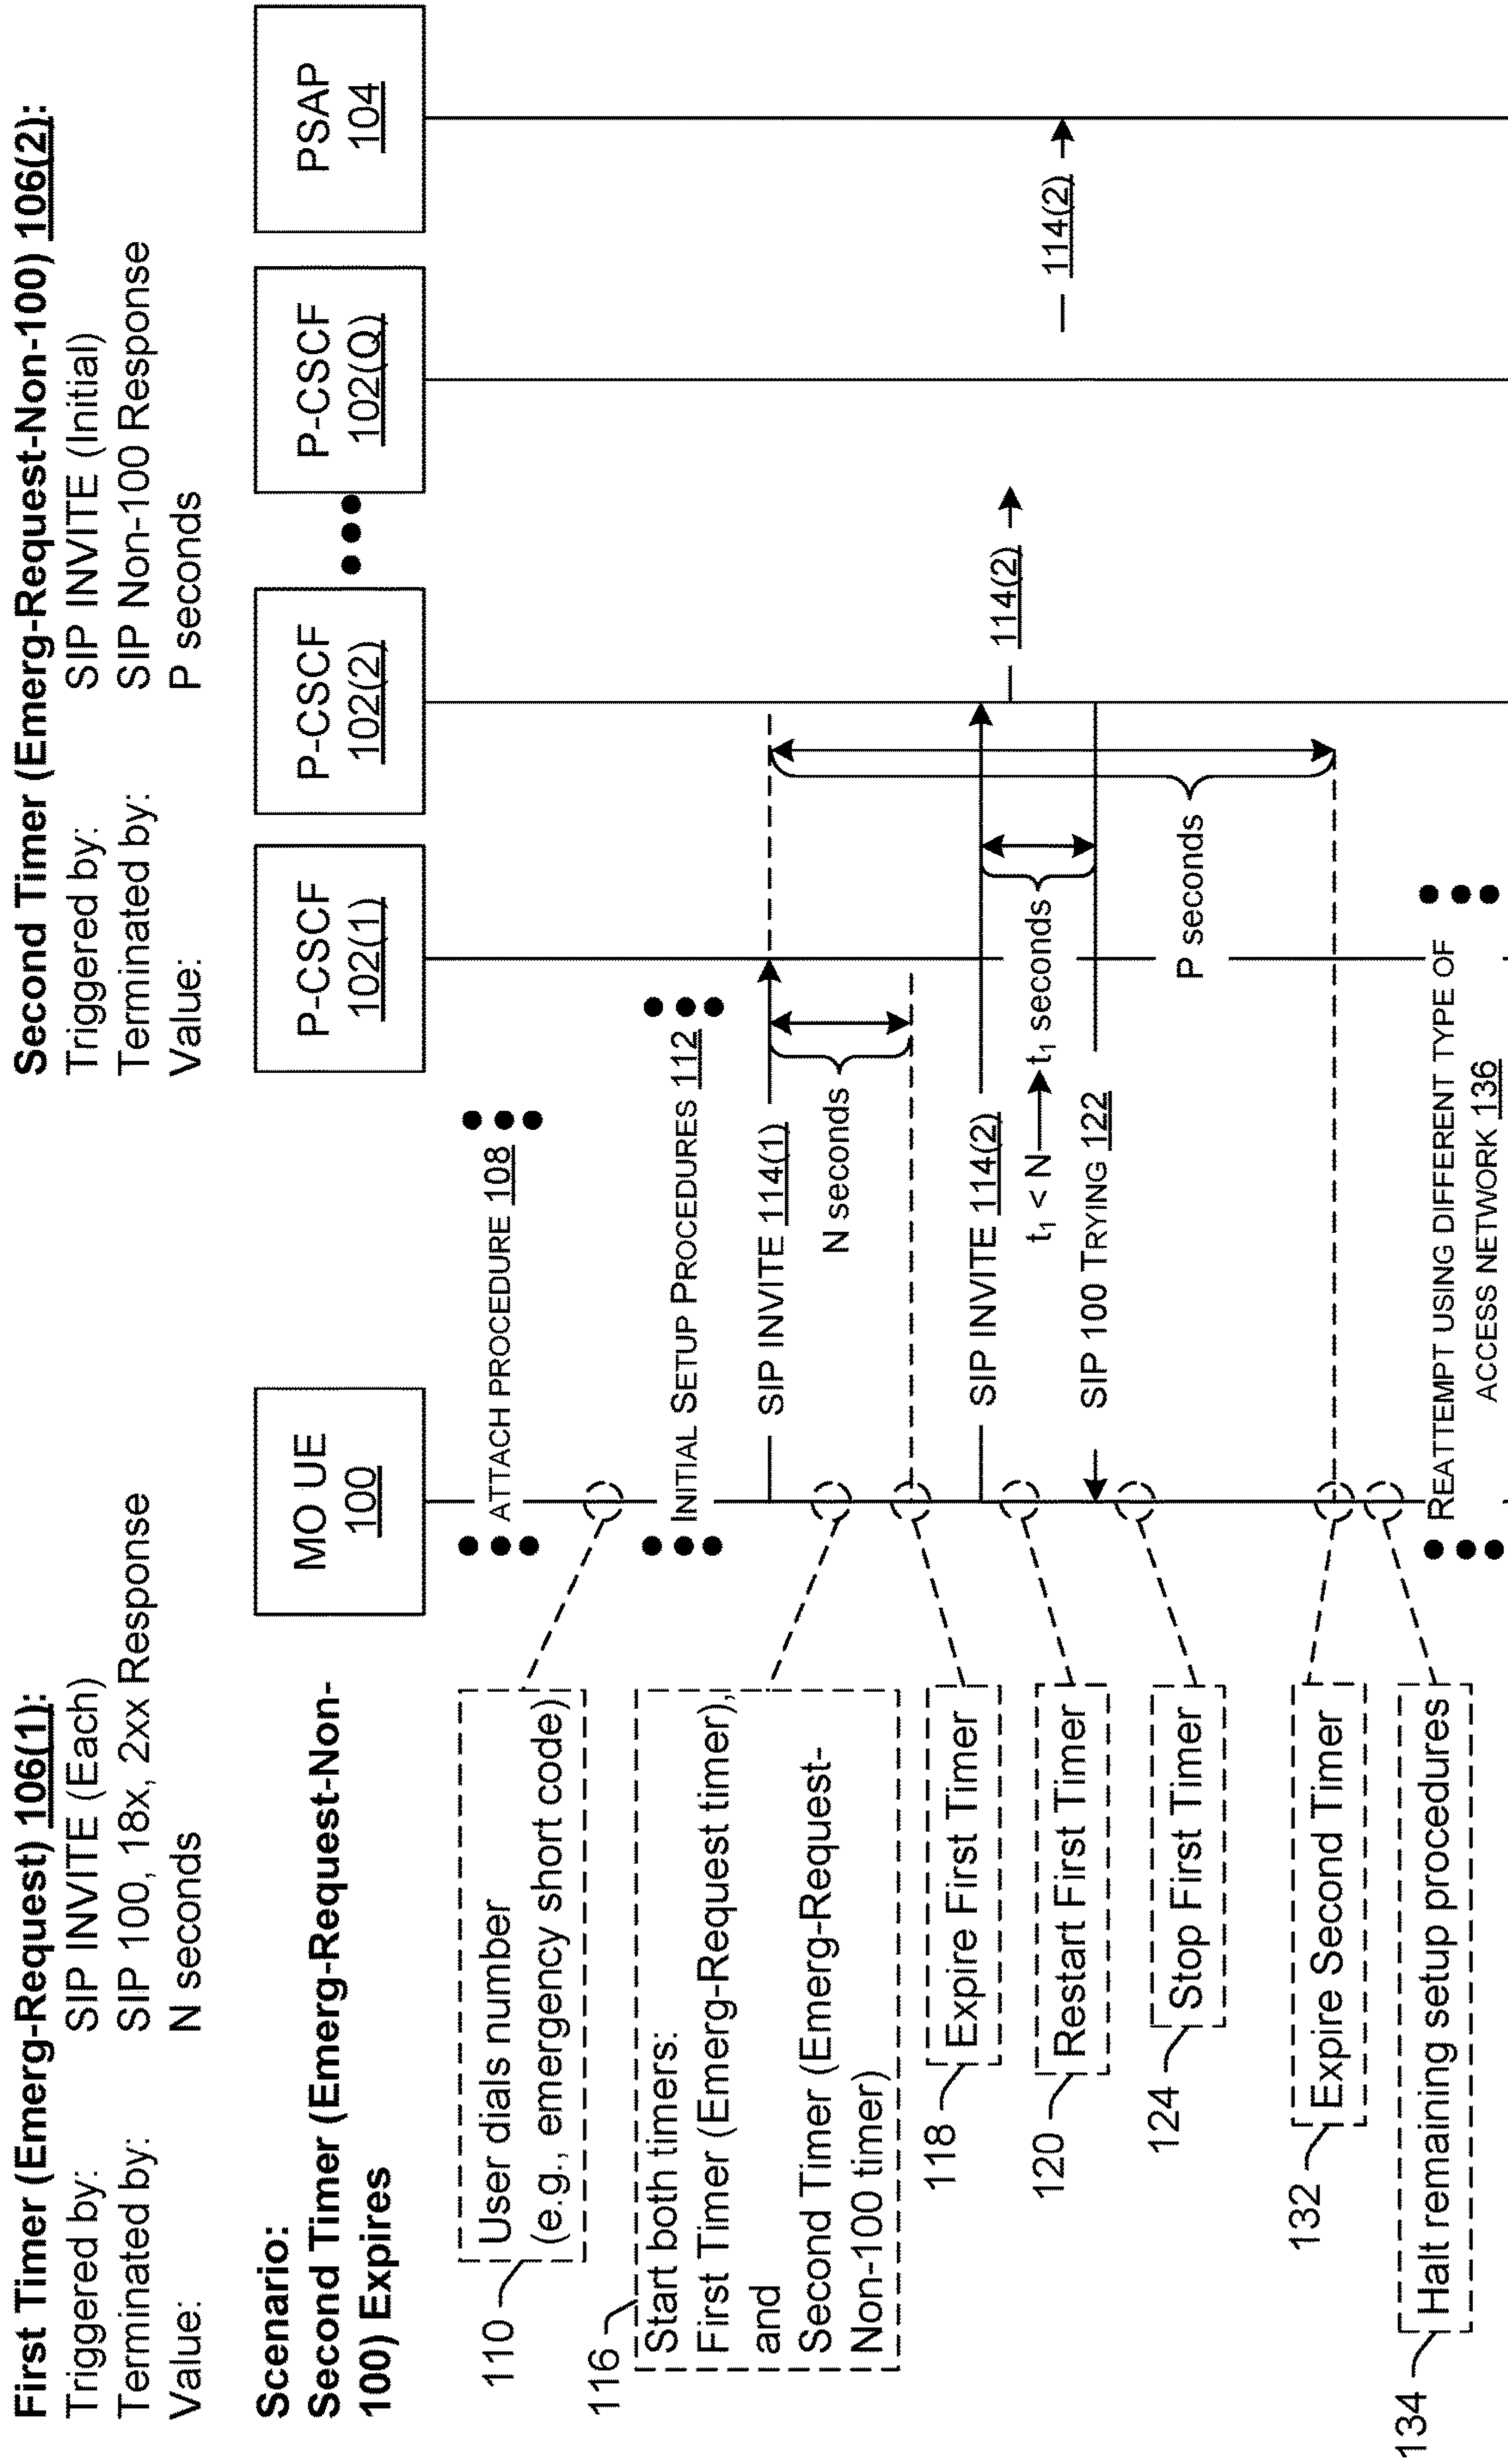 First Timer (Emerg-Request) 106(1):
Triggered by: SIP INVITE (Each)
Terminated by: SIP 100, 18x, 2xx Response
Value: N seconds
Second Timer (Emerg-Request-Non-100) 106(2):
Triggered by: SIP INVITE (Initial)
Terminated by: SIP Non-100 Response
Value: P seconds
Scenario:
Second Timer (Emerg-Request-Non-
100) Expires
MO UE
100
P-CSCF
102(1)
P-CSCF
102(2)
P-CSCF
102(Q)
PSAP
104
ATTACH PROCEDURE 108
110
User dials number
(e.g., emergency short code)
INITIAL SETUP PROCEDURES 112
SIP INVITE 114(1)
116
Start both timers:
First Timer (Emerg-Request timer),
and
Second Timer (Emerg-Request-
Non-100 timer)
N seconds
118
Expire First Timer
SIP INVITE 114(2)
114(2)
120
Restart First Timer
t₁ < N
t₁ seconds
114(2)
SIP 100 TRYING 122
124
Stop First Timer
P seconds
132
Expire Second Timer
134
Halt remaining setup procedures
REATTEMPT USING DIFFERENT TYPE OF
ACCESS NETWORK 136